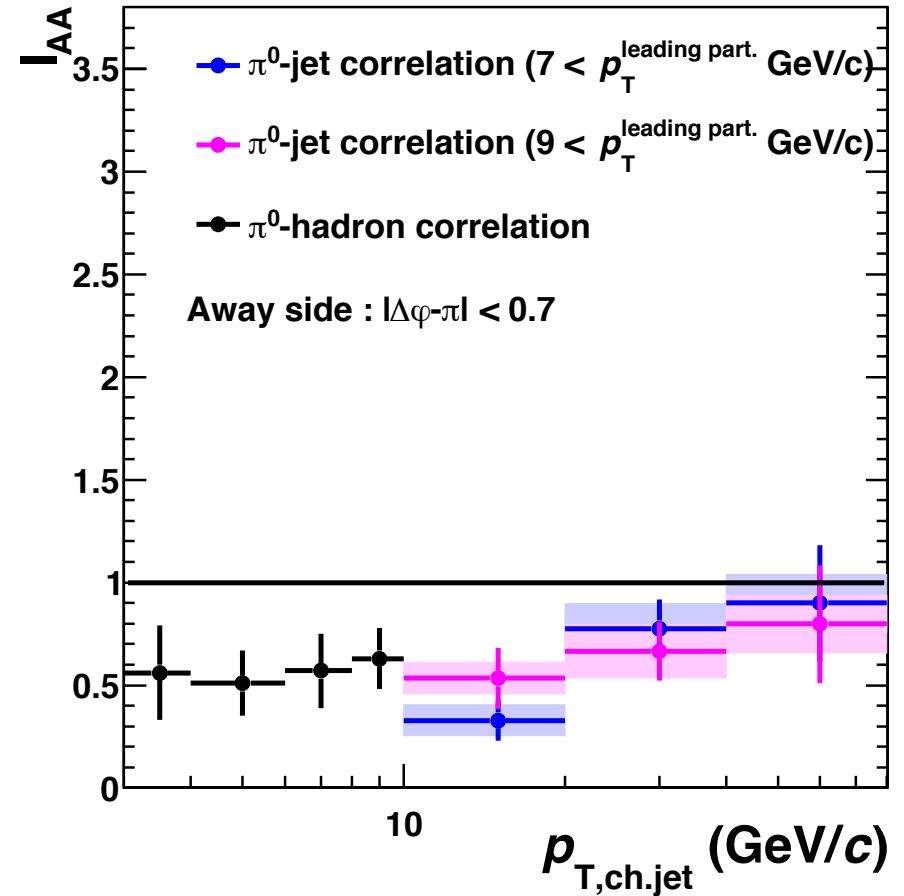 I_AA
3.5
3
2.5
2
1.5
1
0.5
0
π⁰-jet correlation (7 < p_T^leading part. GeV/c)
π⁰-jet correlation (9 < p_T^leading part. GeV/c)
π⁰-hadron correlation
Away side : |Δφ-π| < 0.7
10
p_T,ch.jet (GeV/c)